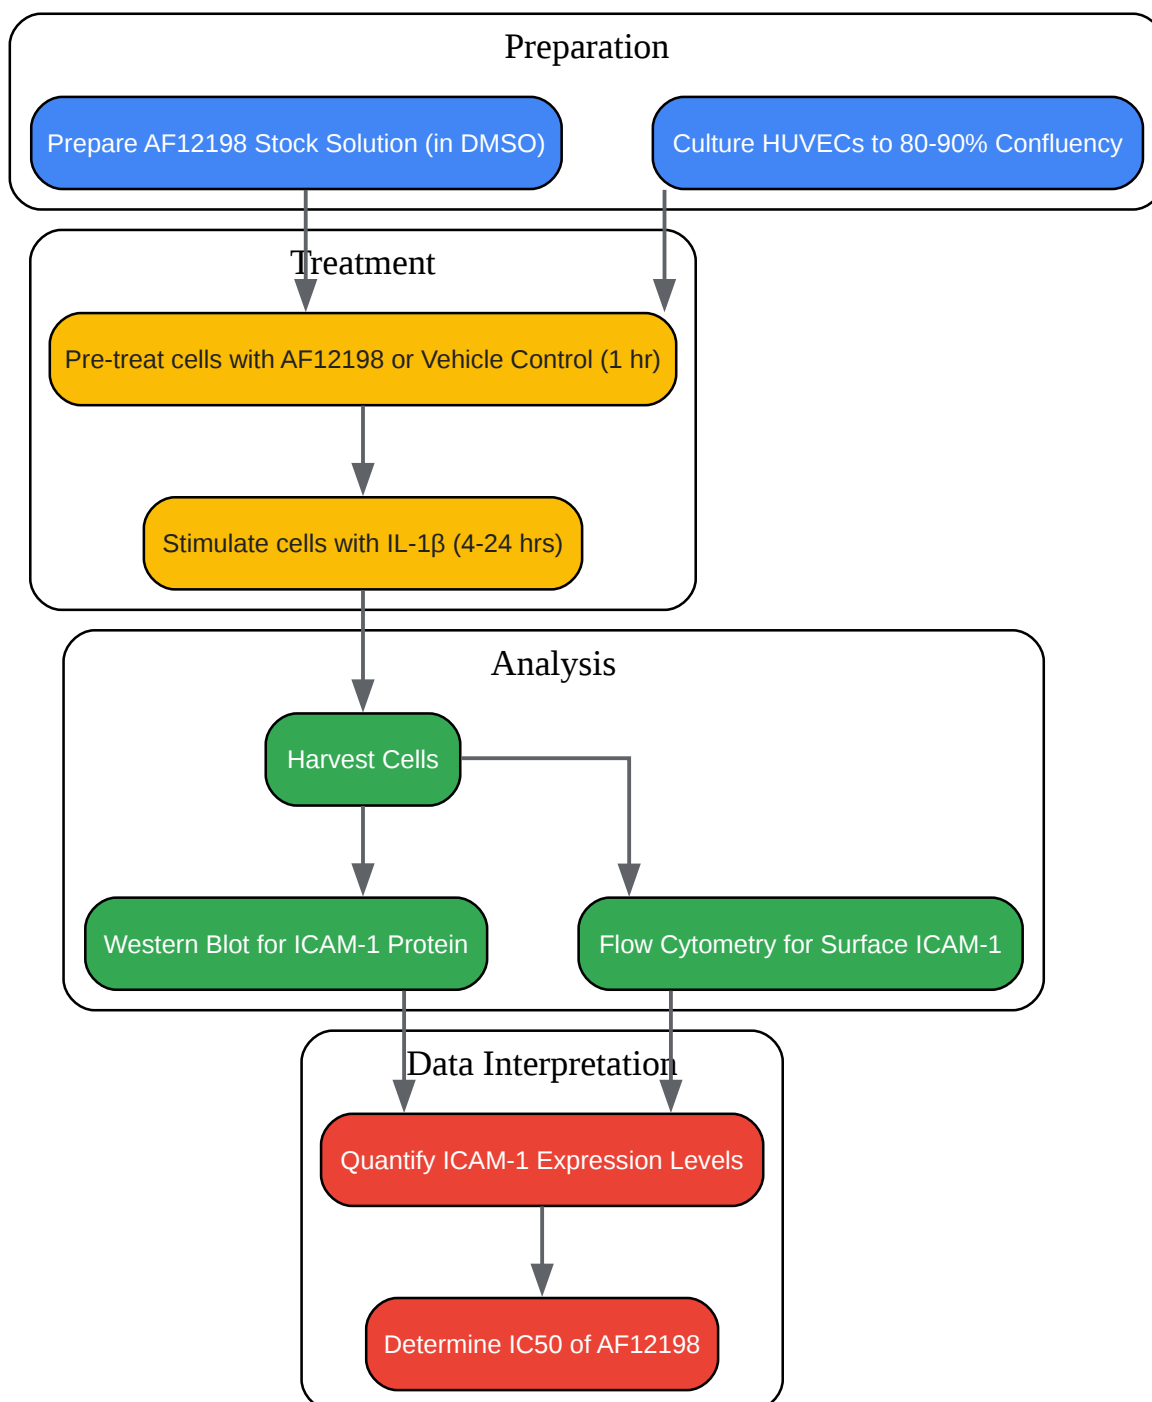 Preparation
Prepare AF12198 Stock Solution (in DMSO)
Culture HUVECs to 80-90% Confluency
Treatment
Pre-treat cells with AF12198 or Vehicle Control (1 hr)
Stimulate cells with IL-1β (4-24 hrs)
Analysis
Harvest Cells
Western Blot for ICAM-1 Protein
Flow Cytometry for Surface ICAM-1
Data Interpretation
Quantify ICAM-1 Expression Levels
Determine IC50 of AF12198